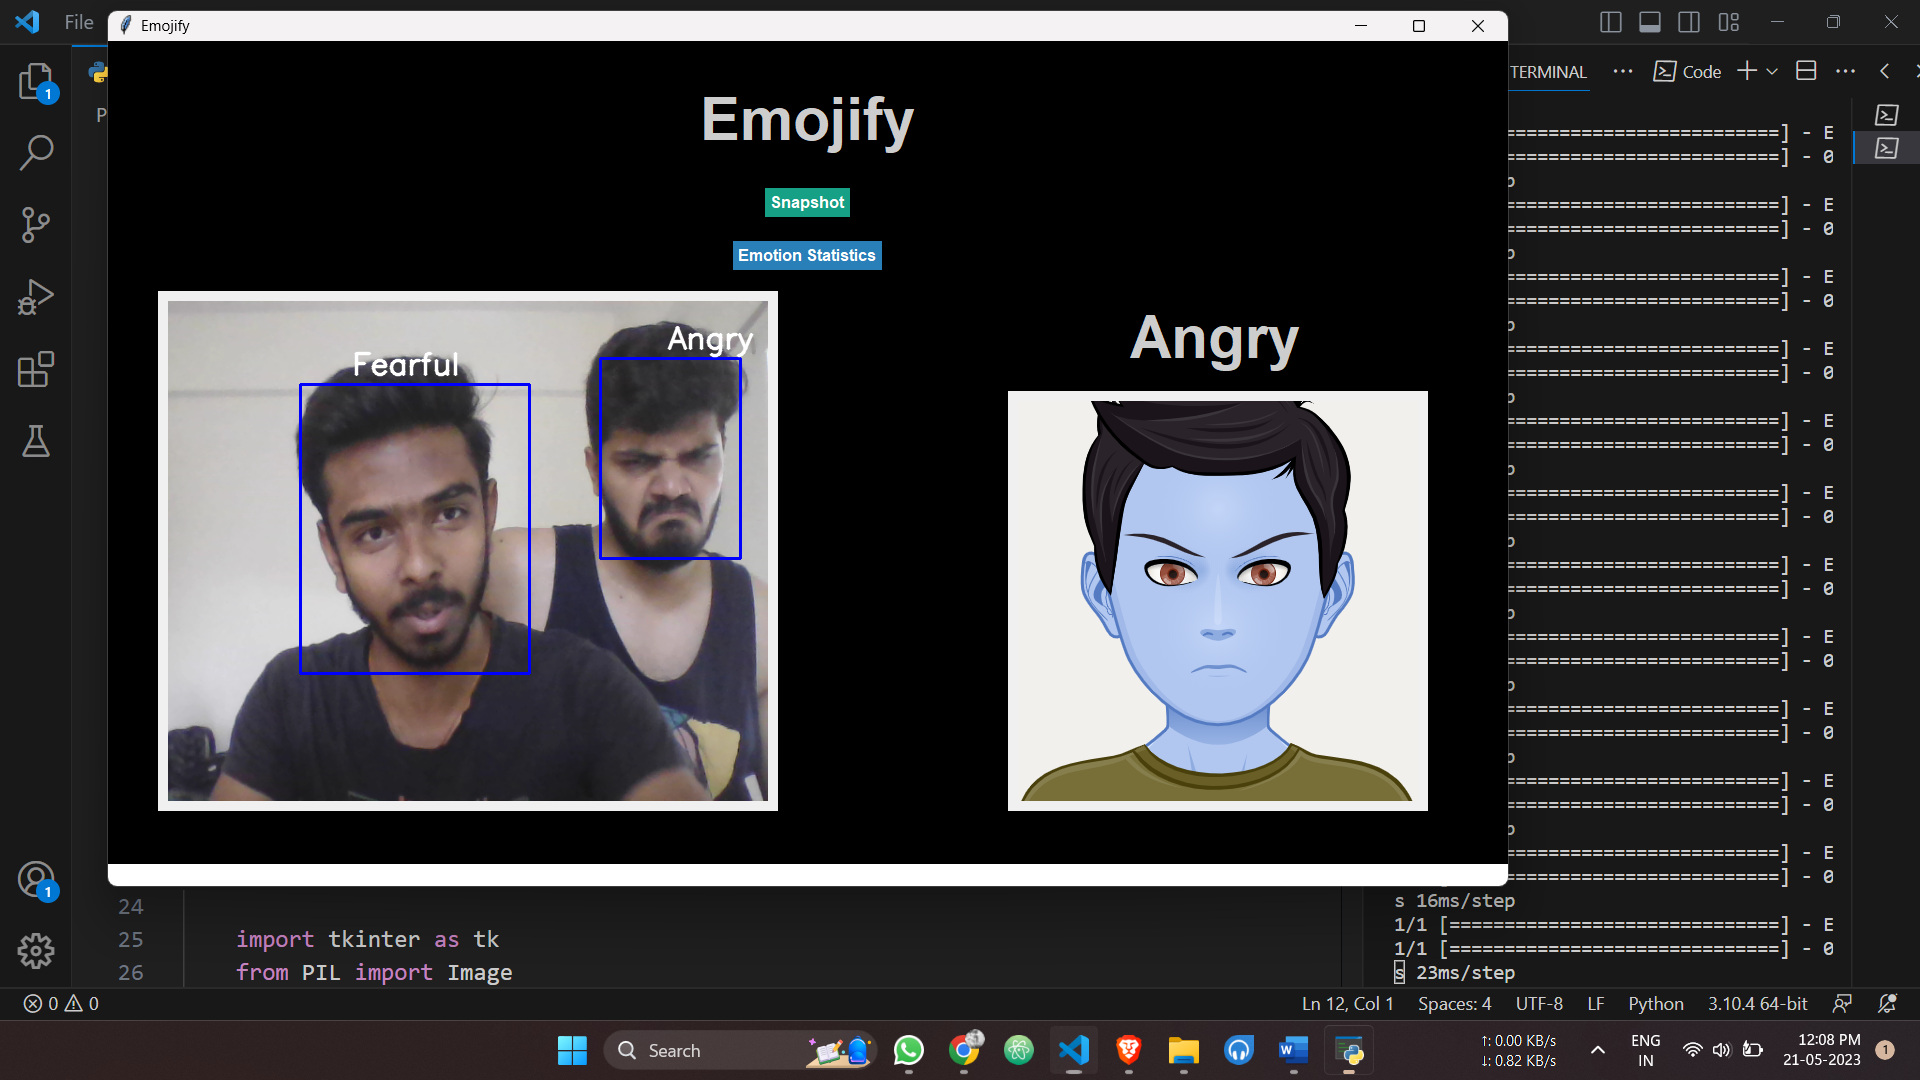 File
Emojify
TERMINAL
Code
1
P
Emojify
Snapshot
Emotion Statistics
Fearful
Angry
Angry
========================] - E
========================] - 0
p
========================] - E
========================] - 0
p
========================] - E
========================] - 0
p
========================] - E
========================] - 0
p
========================] - E
========================] - 0
p
========================] - E
========================] - 0
p
========================] - E
========================] - 0
p
========================] - E
========================] - 0
p
========================] - E
========================] - 0
p
========================] - E
========================] - 0
p
========================] - E
========================] - 0
s 16ms/step
1/1 [==============================] - E
1/1 [==============================] - 0
s 23ms/step
1
24
25 import tkinter as tk
26 from PIL import Image
0 0
Ln 12, Col 1 Spaces: 4 UTF-8 LF Python 3.10.4 64-bit
Search
↑: 0.00 KB/s
↓: 0.82 KB/s
ENG
IN
12:08 PM
21-05-2023
1